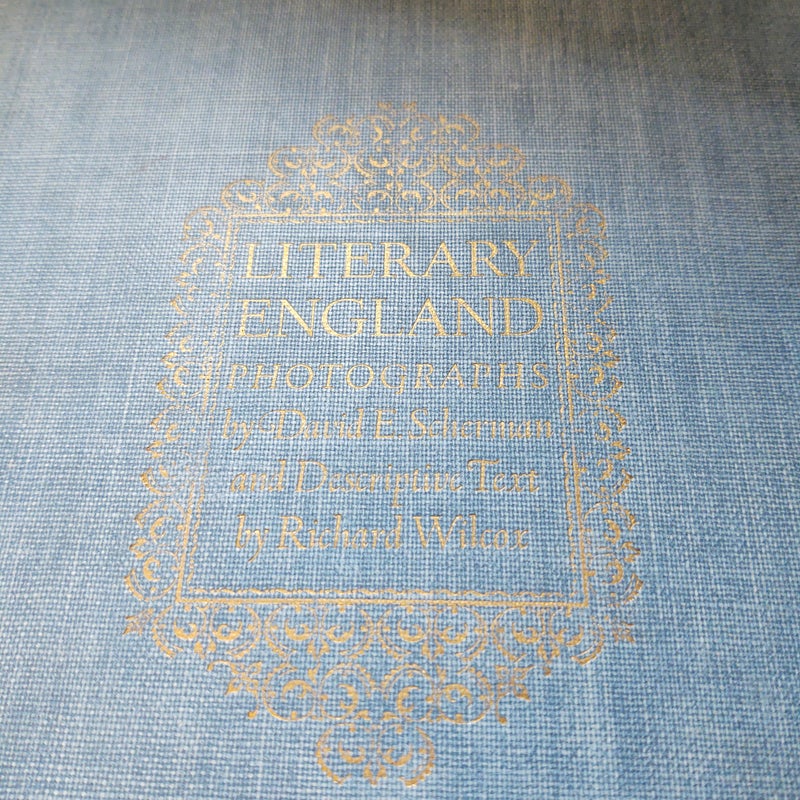 LITERARY
ENGLAND
PHOTOGRAPHS
by David E. Scherman
and Descriptive Text
by Richard Wilcox